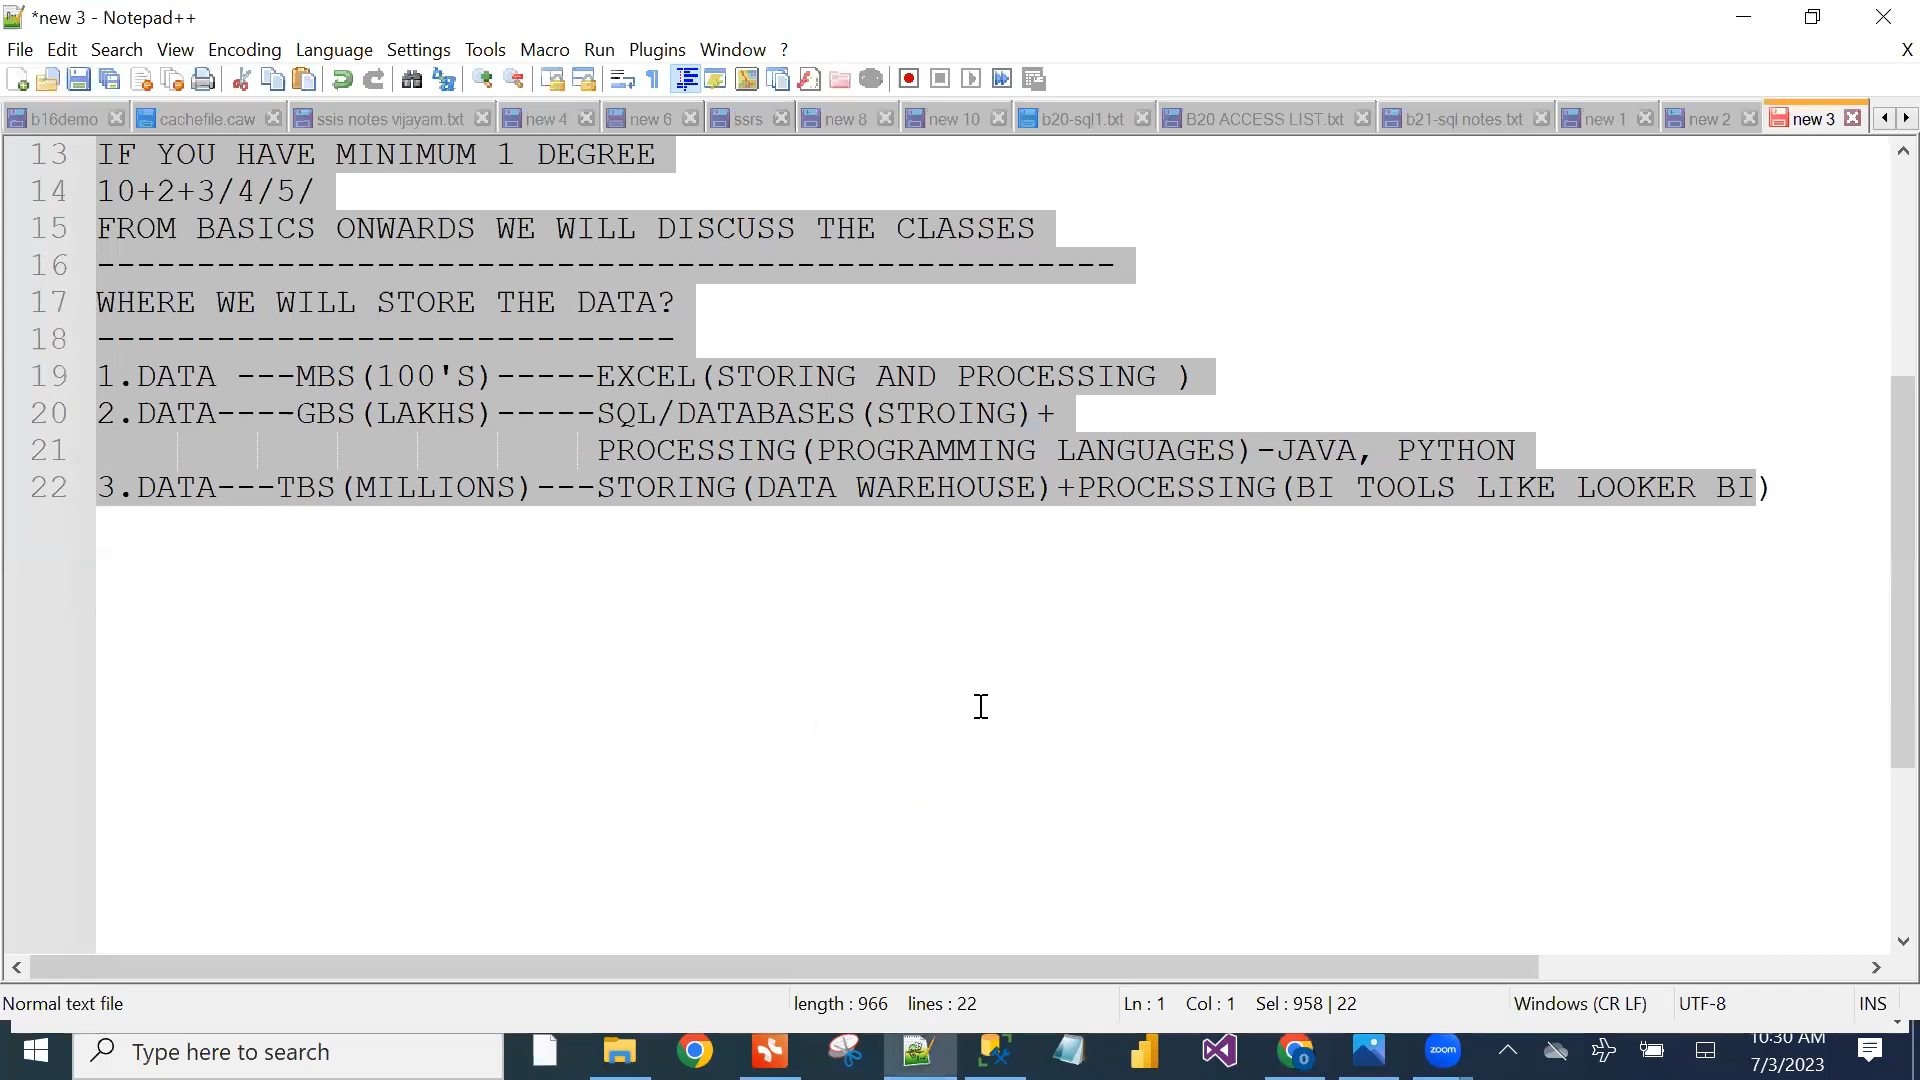 *new 3 - Notepad++
File Edit Search View Encoding Language Settings Tools Macro Run Plugins Window ? X
b16demo cachefile.caw ssis notes vijayam.txt new 4 new 6 ssrs new 8 new 10 b20-sql1.txt B20 ACCESS LIST.txt b21-sql notes.txt new 1 new 2 new 3
13 IF YOU HAVE MINIMUM 1 DEGREE
14 10+2+3/4/5/
15 FROM BASICS ONWARDS WE WILL DISCUSS THE CLASSES
16 ---------------------------------------------------
17 WHERE WE WILL STORE THE DATA?
18 -----------------------------
19 1.DATA ---MBS(100'S)-----EXCEL(STORING AND PROCESSING )
20 2.DATA----GBS(LAKHS)-----SQL/DATABASES(STROING)+
21 PROCESSING(PROGRAMMING LANGUAGES)-JAVA, PYTHON
22 3.DATA---TBS(MILLIONS)---STORING(DATA WAREHOUSE)+PROCESSING(BI TOOLS LIKE LOOKER BI)
Normal text file length : 966 lines : 22 Ln : 1 Col : 1 Sel : 958 | 22 Windows (CR LF) UTF-8 INS
Type here to search zoom 10:30 AM
7/3/2023